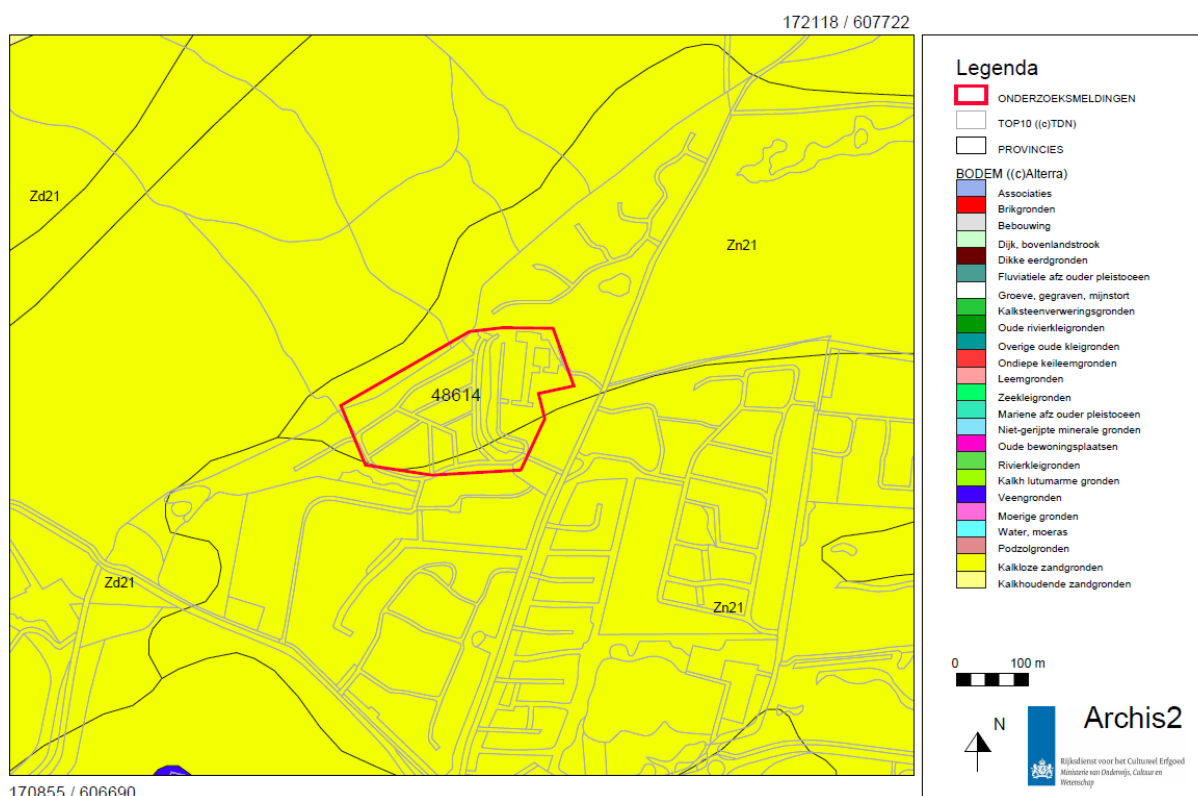 172118 / 607722
Zd21
Zn21
48614
Zd21
Zn21
170855 / 606690
Legenda
ONDERZOEKSMELDINGEN
TOP10 ((c)TDN)
PROVINCIES
BODEM ((c)Alterra)
Associaties
Brikgronden
Bebouwing
Dijk, bovenlandstrook
Dikke eerdgronden
Fluviatiele afz ouder pleistoceen
Groeve, gegraven, mijnstort
Kalksteenverweringsgronden
Oude rivierkleigronden
Overige oude kleigronden
Ondiepe keileemgronden
Leemgronden
Zeekleigronden
Mariene afz ouder pleistoceen
Niet-gerijpte minerale gronden
Oude bewoningsplaatsen
Rivierkleigronden
Kalkh lutumarme gronden
Veengronden
Moerige gronden
Water, moeras
Podzolgronden
Kalkloze zandgronden
Kalkhoudende zandgronden
0 100 m
N
Archis2
Rijksdienst voor het Cultureel Erfgoed
Ministerie van Onderwijs, Cultuur en
Wetenschap